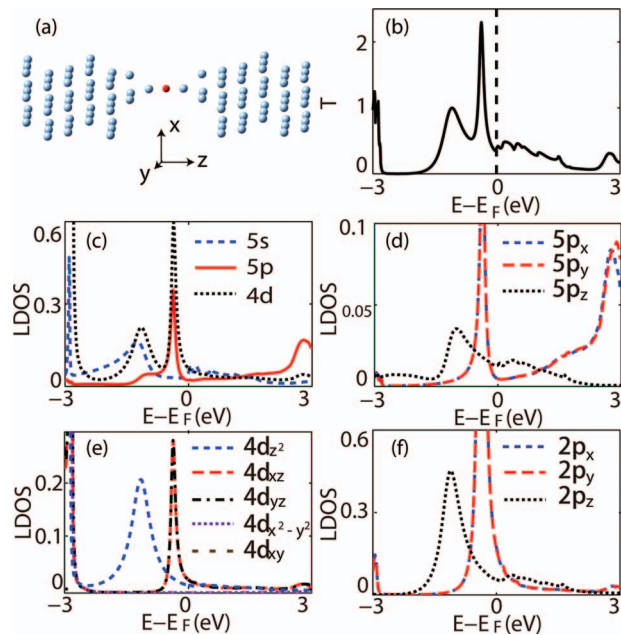 (a)
x
y
z
(b)
T
2
1
0
−3
0
3
E−E_F(eV)
(c)
LDOS
0.6
0.3
0
5s
5p
4d
−3
0
3
E−E_F(eV)
(d)
LDOS
0.1
0.05
0
5p_x
5p_y
5p_z
−3
0
3
E−E_F(eV)
(e)
LDOS
0.2
0.1
0
4d_z²
4d_xz
4d_yz
4d_x²−y²
4d_xy
−3
0
3
E−E_F(eV)
(f)
LDOS
0.6
0.3
0
2p_x
2p_y
2p_z
−3
0
3
E−E_F(eV)